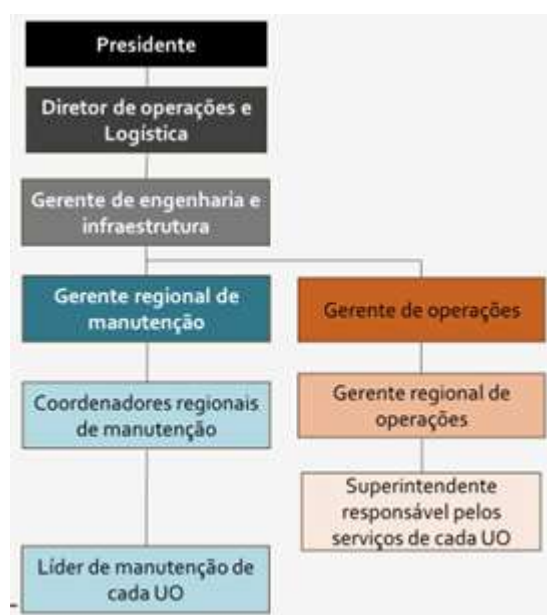 Presidente
Diretor de operações e
Logística
Gerente de engenharia e
infraestrutura
Gerente regional de
manutenção
Gerente de operações
Coordenadores regionais
de manutenção
Gerente regional de
operações
Superintendente
responsável pelos
serviços de cada UO
Líder de manutenção de
cada UO